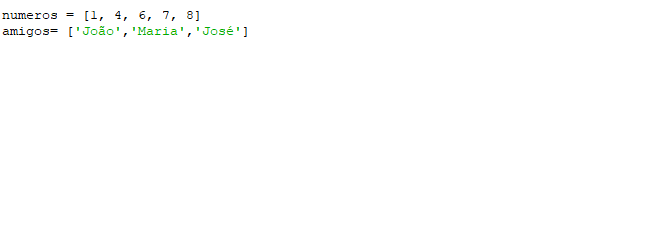 numeros = [1, 4, 6, 7, 8]
amigos= ['João','Maria','José']